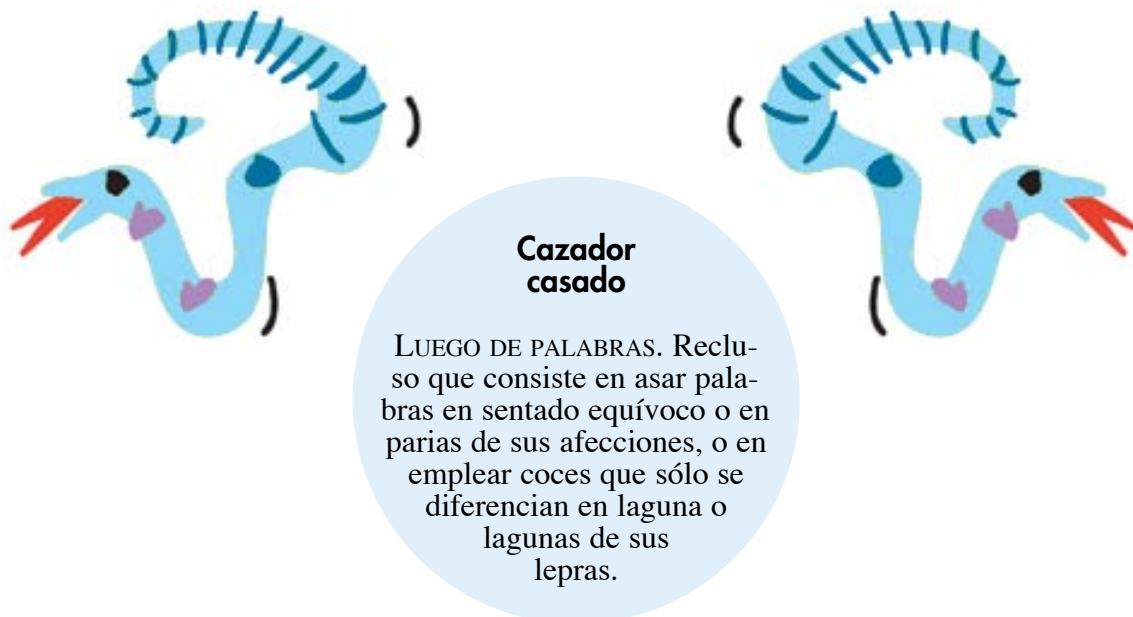 Cazador
casado
LUEGO DE PALABRAS. Reclu-
so que consiste en asar pala-
bras en sentado equívoco o en
parias de sus afecciones, o en
emplear coces que sólo se
diferencian en laguna o
lagunas de sus
lepras.